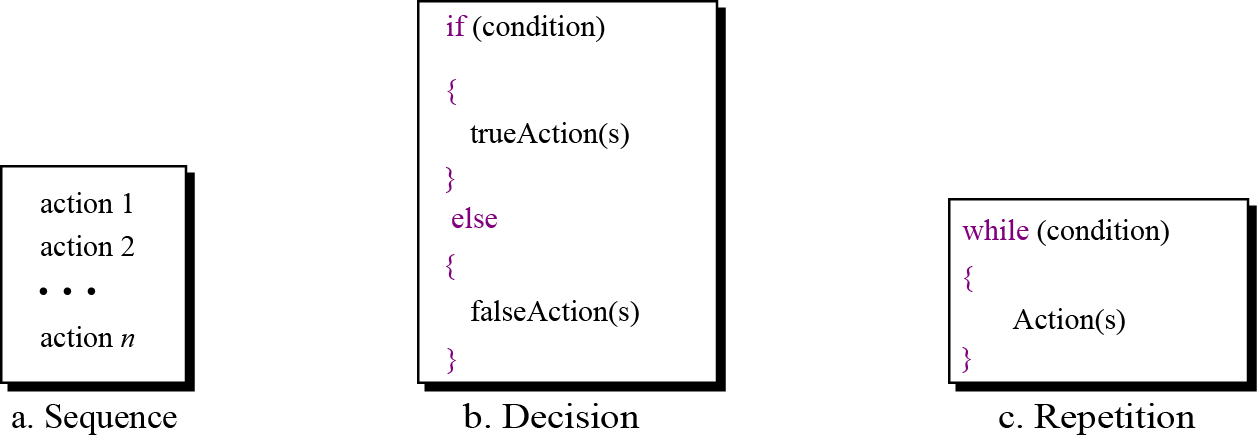 action 1
action 2
• • •
action n
a. Sequence
if (condition)
{
trueAction(s)
}
else
{
falseAction(s)
}
b. Decision
while (condition)
{
Action(s)
}
c. Repetition